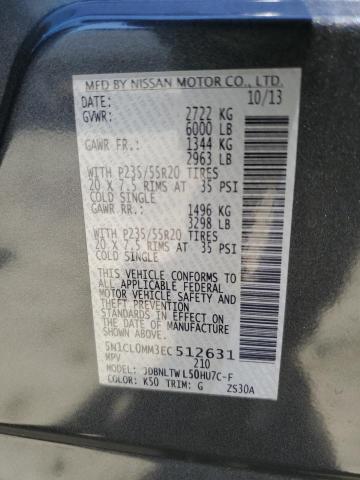 MFD BY NISSAN MOTOR CO., LTD.
DATE: 10/13
GVWR: 2722 KG
6000 LB
GAWR FR.: 1344 KG
2963 LB
WITH P235/55R20 TIRES
20 X 7.5 RIMS AT 35 PSI
COLD SINGLE
GAWR RR.: 1496 KG
3298 LB
WITH P235/55R20 TIRES
20 X 7.5 RIMS AT 35 PSI
COLD SINGLE
THIS VEHICLE CONFORMS TO
ALL APPLICABLE FEDERAL
MOTOR VEHICLE SAFETY
STANDARDS IN EFFECT ON
THE DATE OF MANUFACTURE
SHOWN ABOVE.
5N1CL0MM3EC512631
MPV 210
MODEL: JDBNLTWL50HU7C-F
COLOR: K50 TRIM: G ZS30A